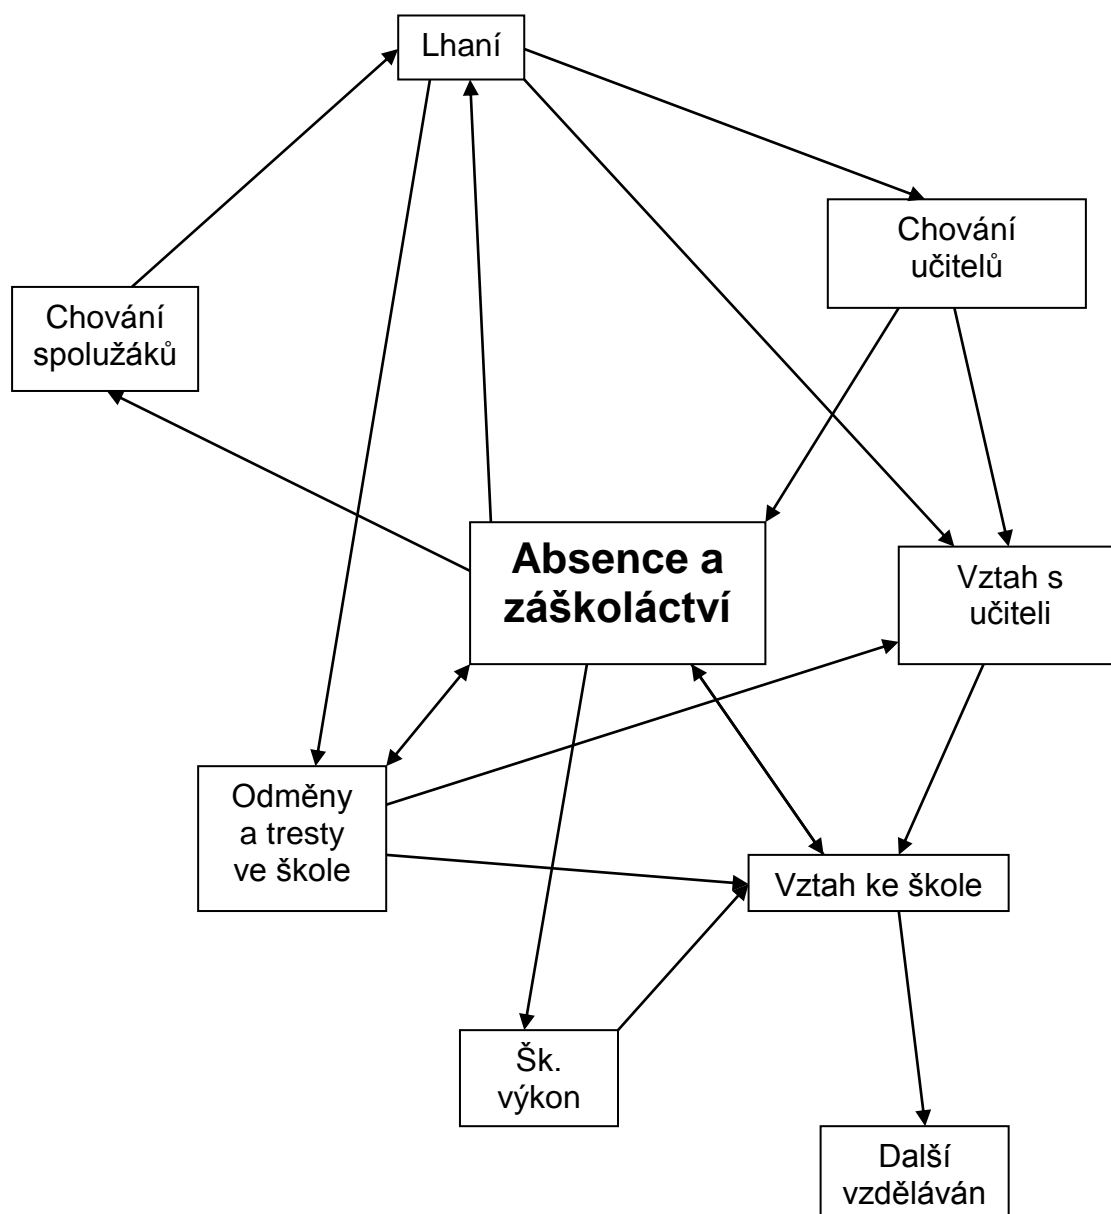 Lhaní
Chování
učitelů
Chování
spolužáků
Absence a
záškoláctví
Vztah s
učiteli
Odměny
a tresty
ve škole
Vztah ke škole
Šk.
výkon
Další
vzděláván